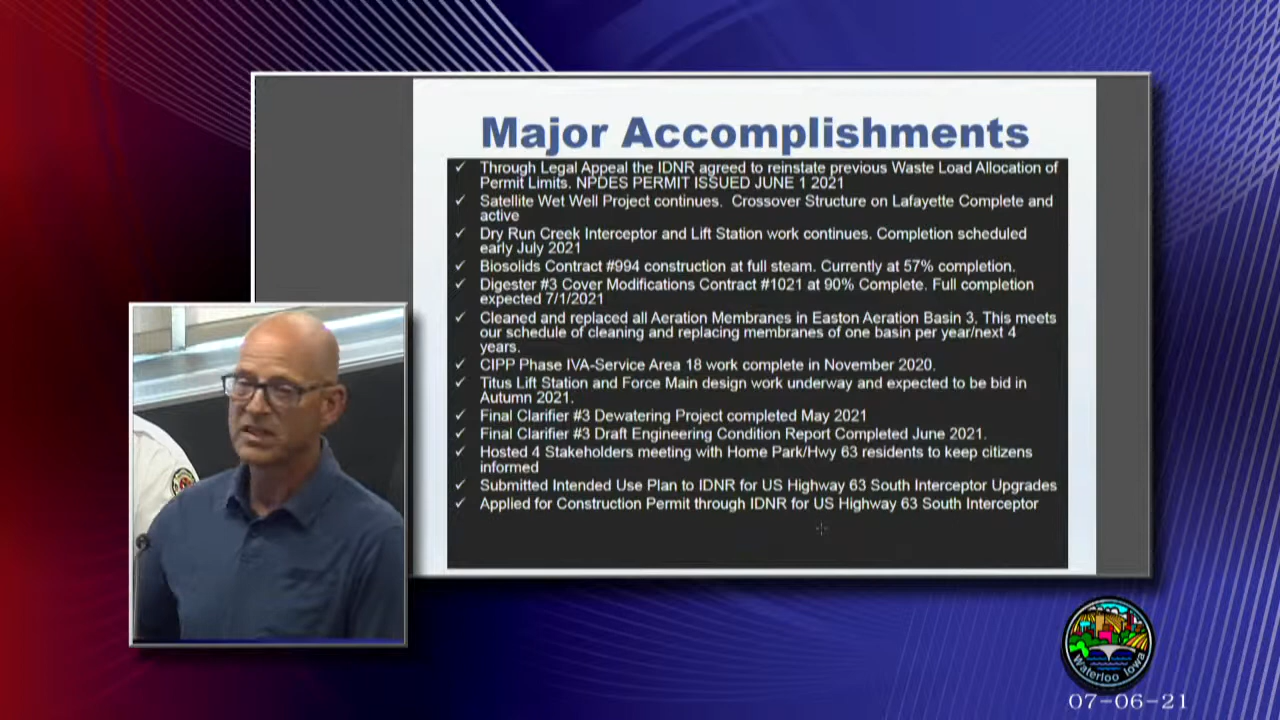 Major Accomplishments
✓ Through Legal Appeal the IDNR agreed to reinstate previous Waste Load Allocation of
Permit Limits. NPDES PERMIT ISSUED JUNE 1 2021
✓ Satellite Wet Well Project continues. Crossover Structure on Lafayette Complete and
active
✓ Dry Run Creek Interceptor and Lift Station work continues. Completion scheduled
early July 2021
✓ Biosolids Contract #994 construction at full steam. Currently at 57% completion.
✓ Digester #3 Cover Modifications Contract #1021 at 90% Complete. Full completion
expected 7/1/2021
✓ Cleaned and replaced all Aeration Membranes in Easton Aeration Basin 3. This meets
our schedule of cleaning and replacing membranes of one basin per year/next 4
years.
✓ CIPP Phase IVA-Service Area 18 work complete in November 2020.
✓ Titus Lift Station and Force Main design work underway and expected to be bid in
Autumn 2021.
✓ Final Clarifier #3 Dewatering Project completed May 2021
✓ Final Clarifier #3 Draft Engineering Condition Report Completed June 2021.
✓ Hosted 4 Stakeholders meeting with Home Park/Hwy 63 residents to keep citizens
informed
✓ Submitted Intended Use Plan to IDNR for US Highway 63 South Interceptor Upgrades
✓ Applied for Construction Permit through IDNR for US Highway 63 South Interceptor
Waterloo Iowa
07-06-21